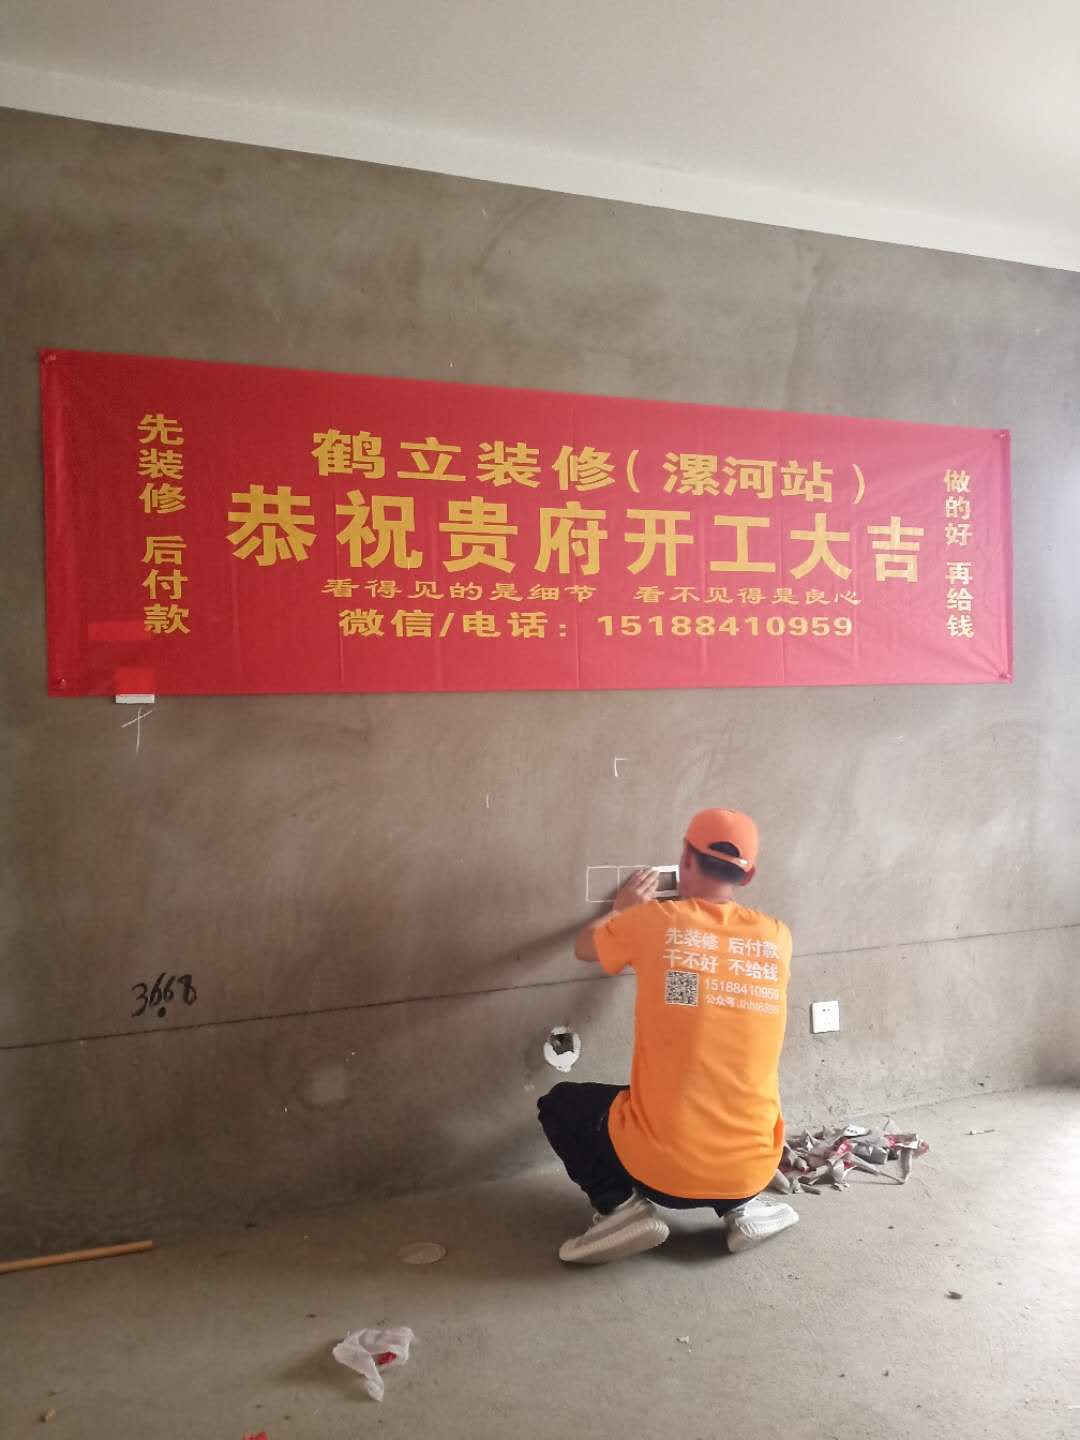 先装修 后付款
鹤立装修(漯河站)
恭祝贵府开工大吉
看得见的是细节 看不见得是良心
微信/电话：15188410959
做的好 再给钱
先装修 后付款
干不好 不给钱
15188410959
公众号:
3668